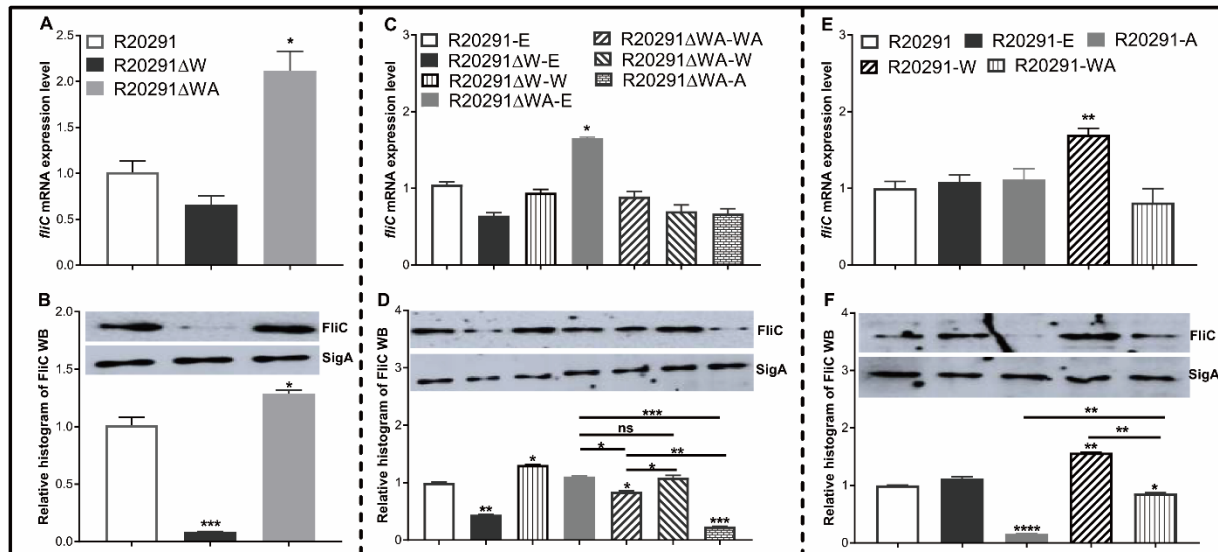 A
fliC mRNA expression level
2.5
2.0
1.5
1.0
0.5
0.0
R20291
R20291ΔW
R20291ΔWA
*
B
Relative histogram of FliC WB
2.0
1.5
1.0
0.5
0.0
FliC
SigA
***
*
C
fliC mRNA expression level
3
2
1
0
R20291-E
R20291ΔW-E
R20291ΔW-W
R20291ΔWA-E
R20291ΔWA-WA
R20291ΔWA-W
R20291ΔWA-A
*
D
Relative histogram of FliC WB
4
3
2
1
0
FliC
SigA
***
ns
* **
*
** * * ***
E
fliC mRNA expression level
3
2
1
0
R20291 R20291-E R20291-A
R20291-W R20291-WA
**
F
Relative histogram of FliC WB
4
3
2
1
0
FliC
SigA
**
**
**** ** *